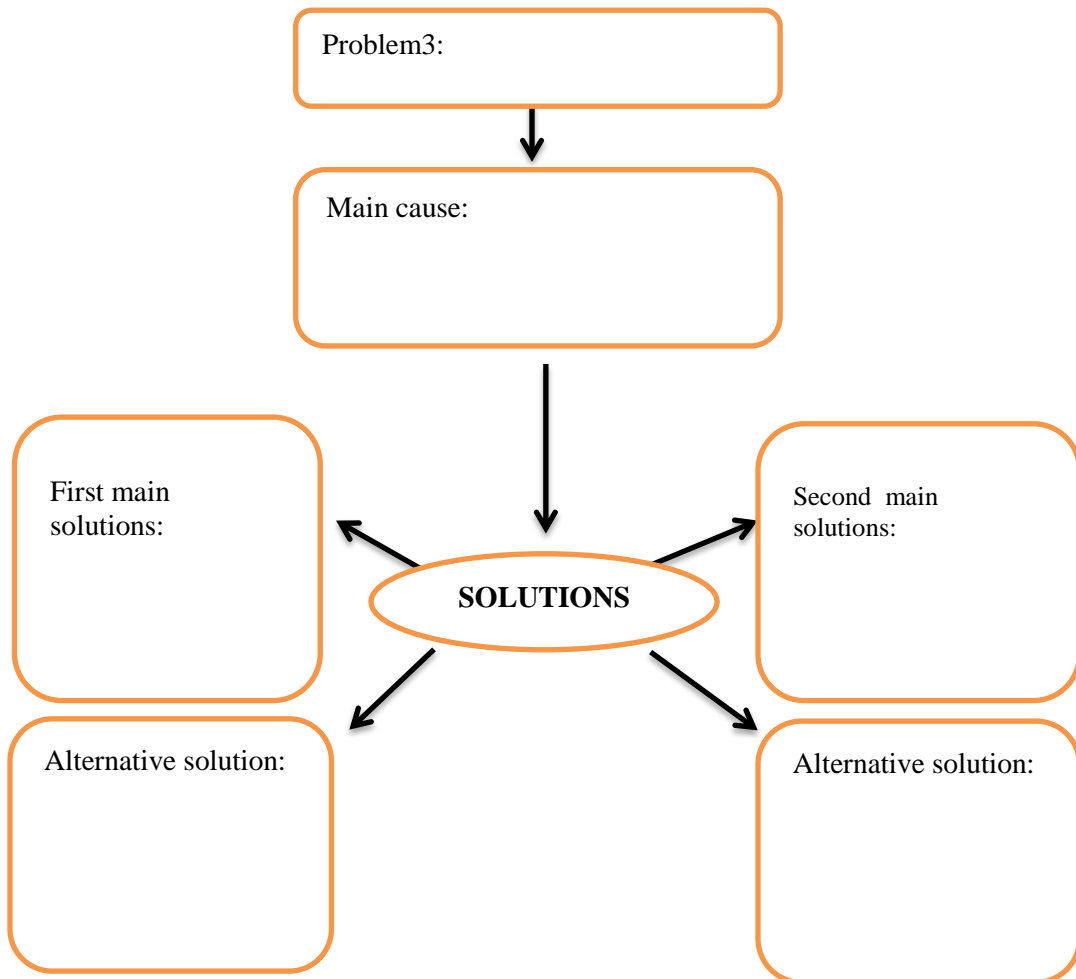 Problem3:
Main cause:
First main
solutions:
Second main
solutions:
SOLUTIONS
Alternative solution:
Alternative solution: